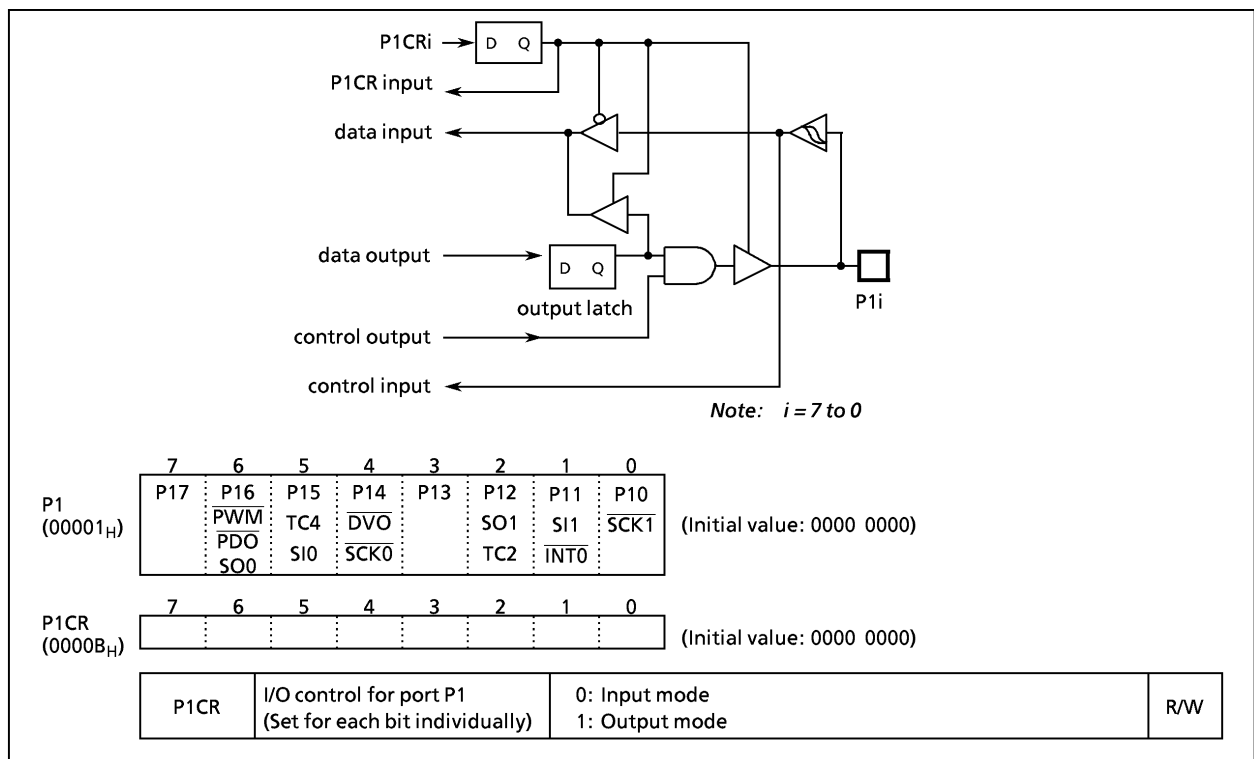 P1CRi
D Q
P1CR input
data input
data output
D Q
output latch
P1i
control output
control input
Note: i = 7 to 0
7 6 5 4 3 2 1 0
P1
(00001H)
P17 P16 P15 P14 P13 P12 P11 P10
PWM TC4 DVO SO1 SI1 SCK1
PDO SI0 SCK0 TC2 INT0
SO0
(Initial value: 0000 0000)
7 6 5 4 3 2 1 0
P1CR
(0000BH)
(Initial value: 0000 0000)
P1CR
I/O control for port P1
(Set for each bit individually)
0: Input mode
1: Output mode
R/W